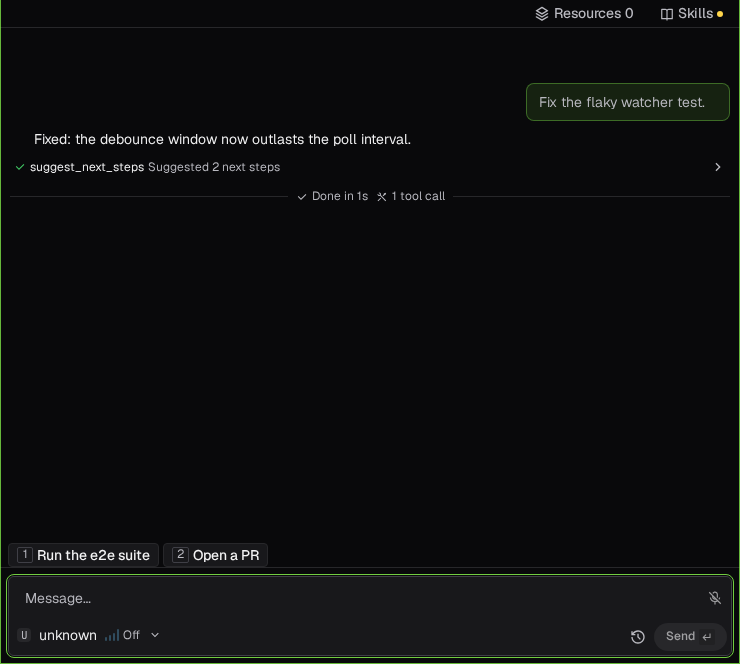 Resources 0 Skills
Fix the flaky watcher test.
Fixed: the debounce window now outlasts the poll interval.
suggest_next_steps Suggested 2 next steps
Done in 1s 1 tool call
1 Run the e2e suite 2 Open a PR
Message...
U unknown Off Send